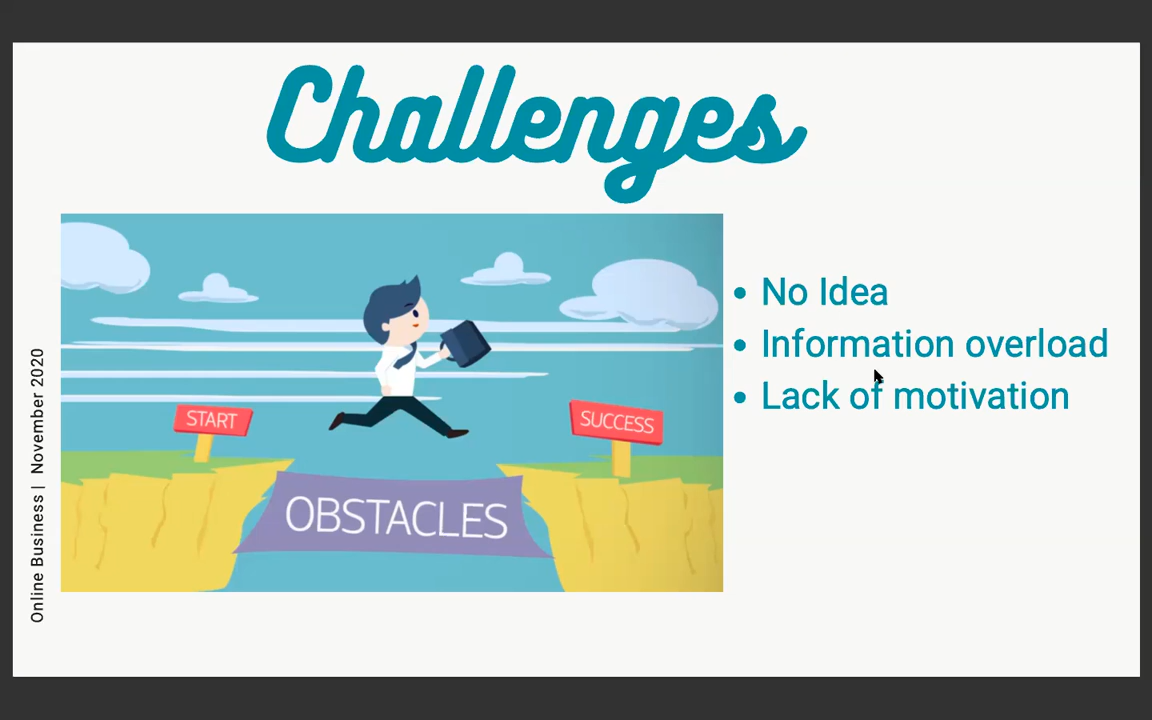 Challenges
START
SUCCESS
OBSTACLES
• No Idea
• Information overload
• Lack of motivation
Online Business | November 2020